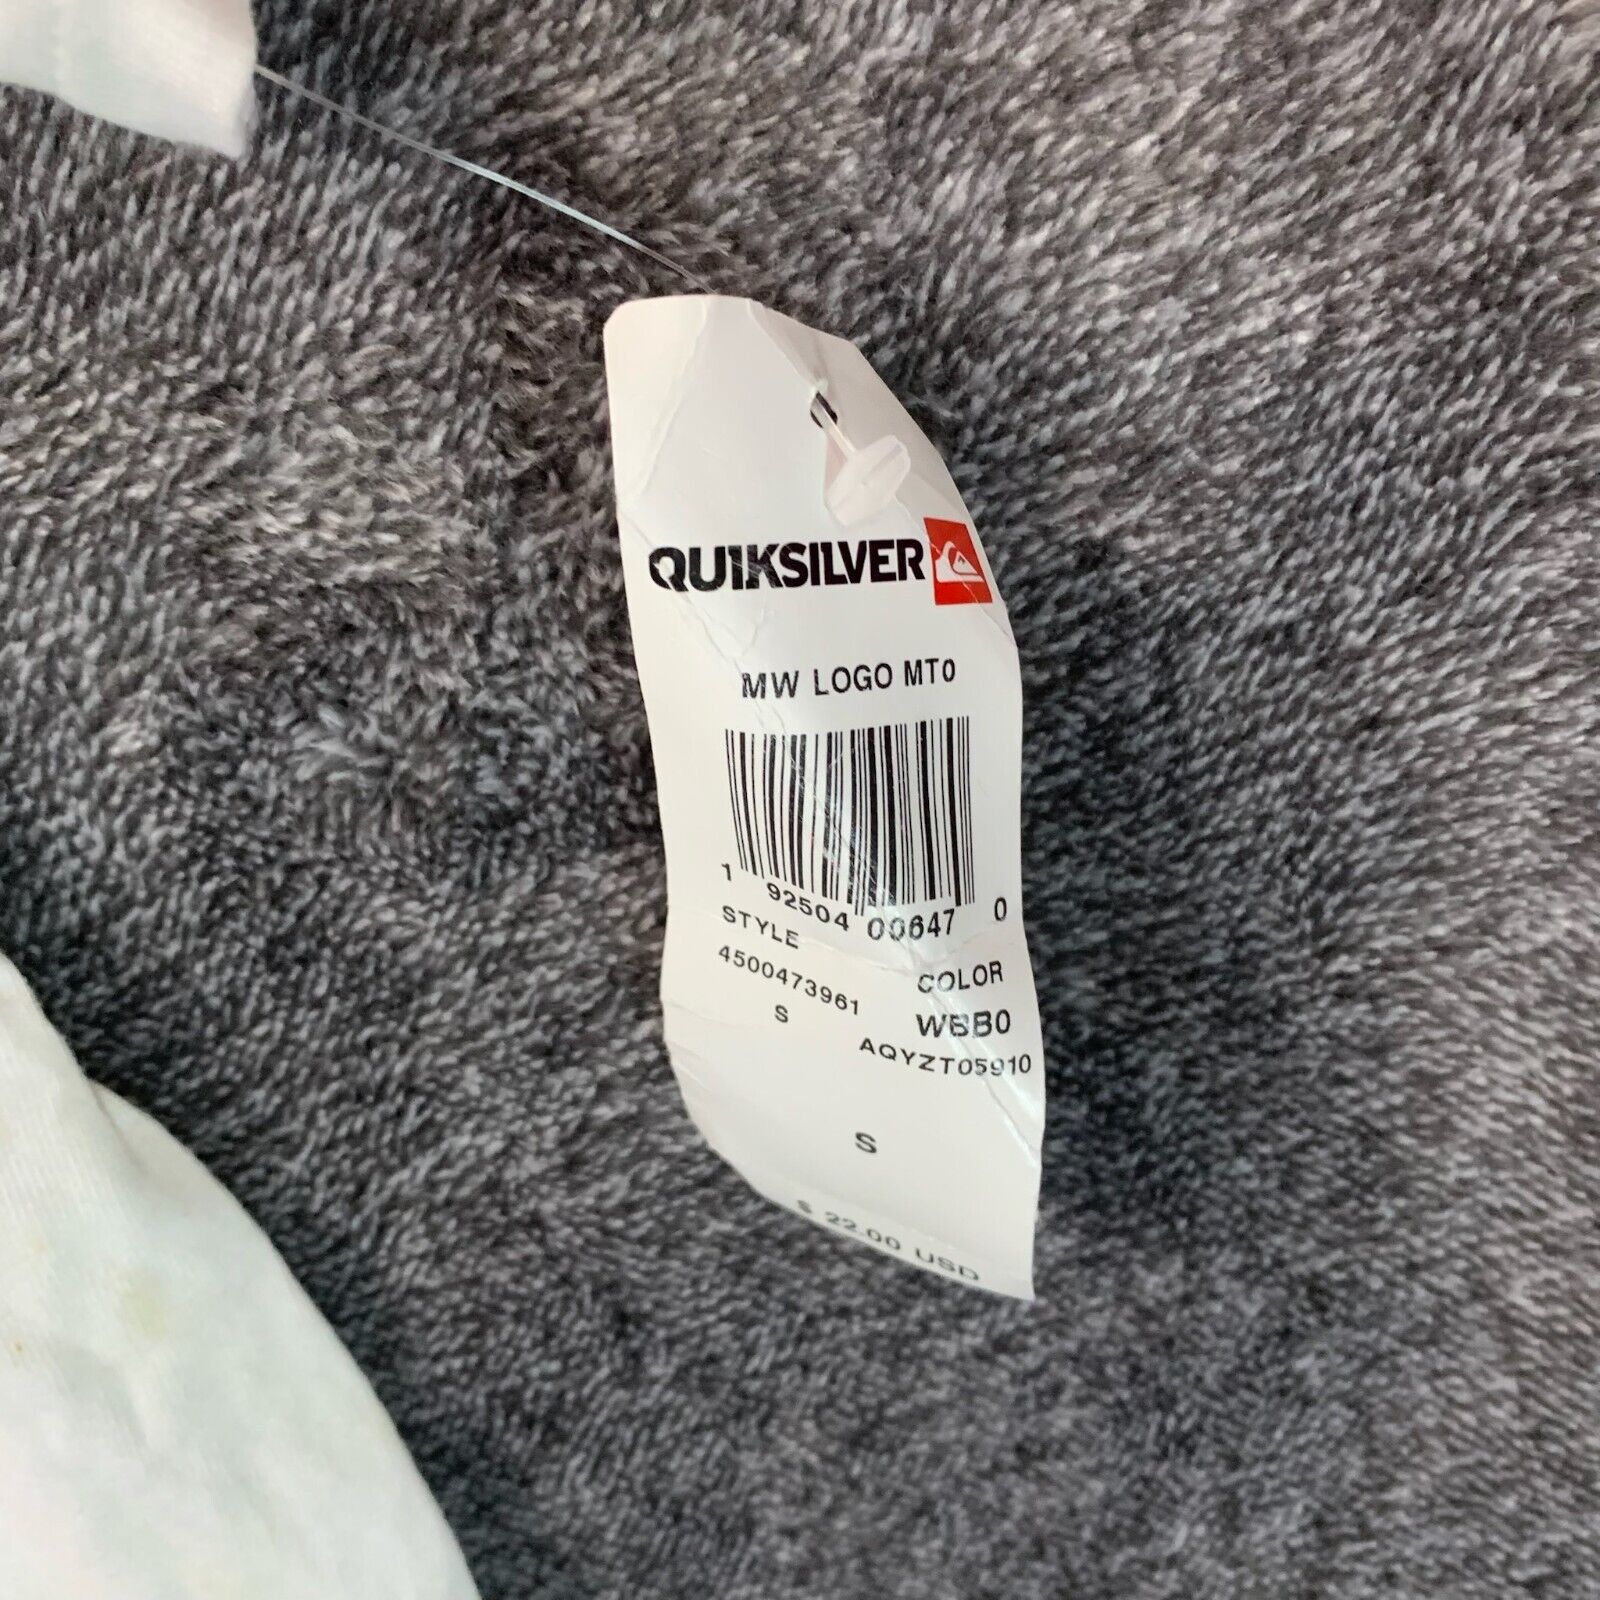 QUIKSILVER
MW LOGO MT0
1 92504 00647 0
STYLE
4500473961
S
COLOR
WBB0
AQYZT05910
S
$ 22.00 USD